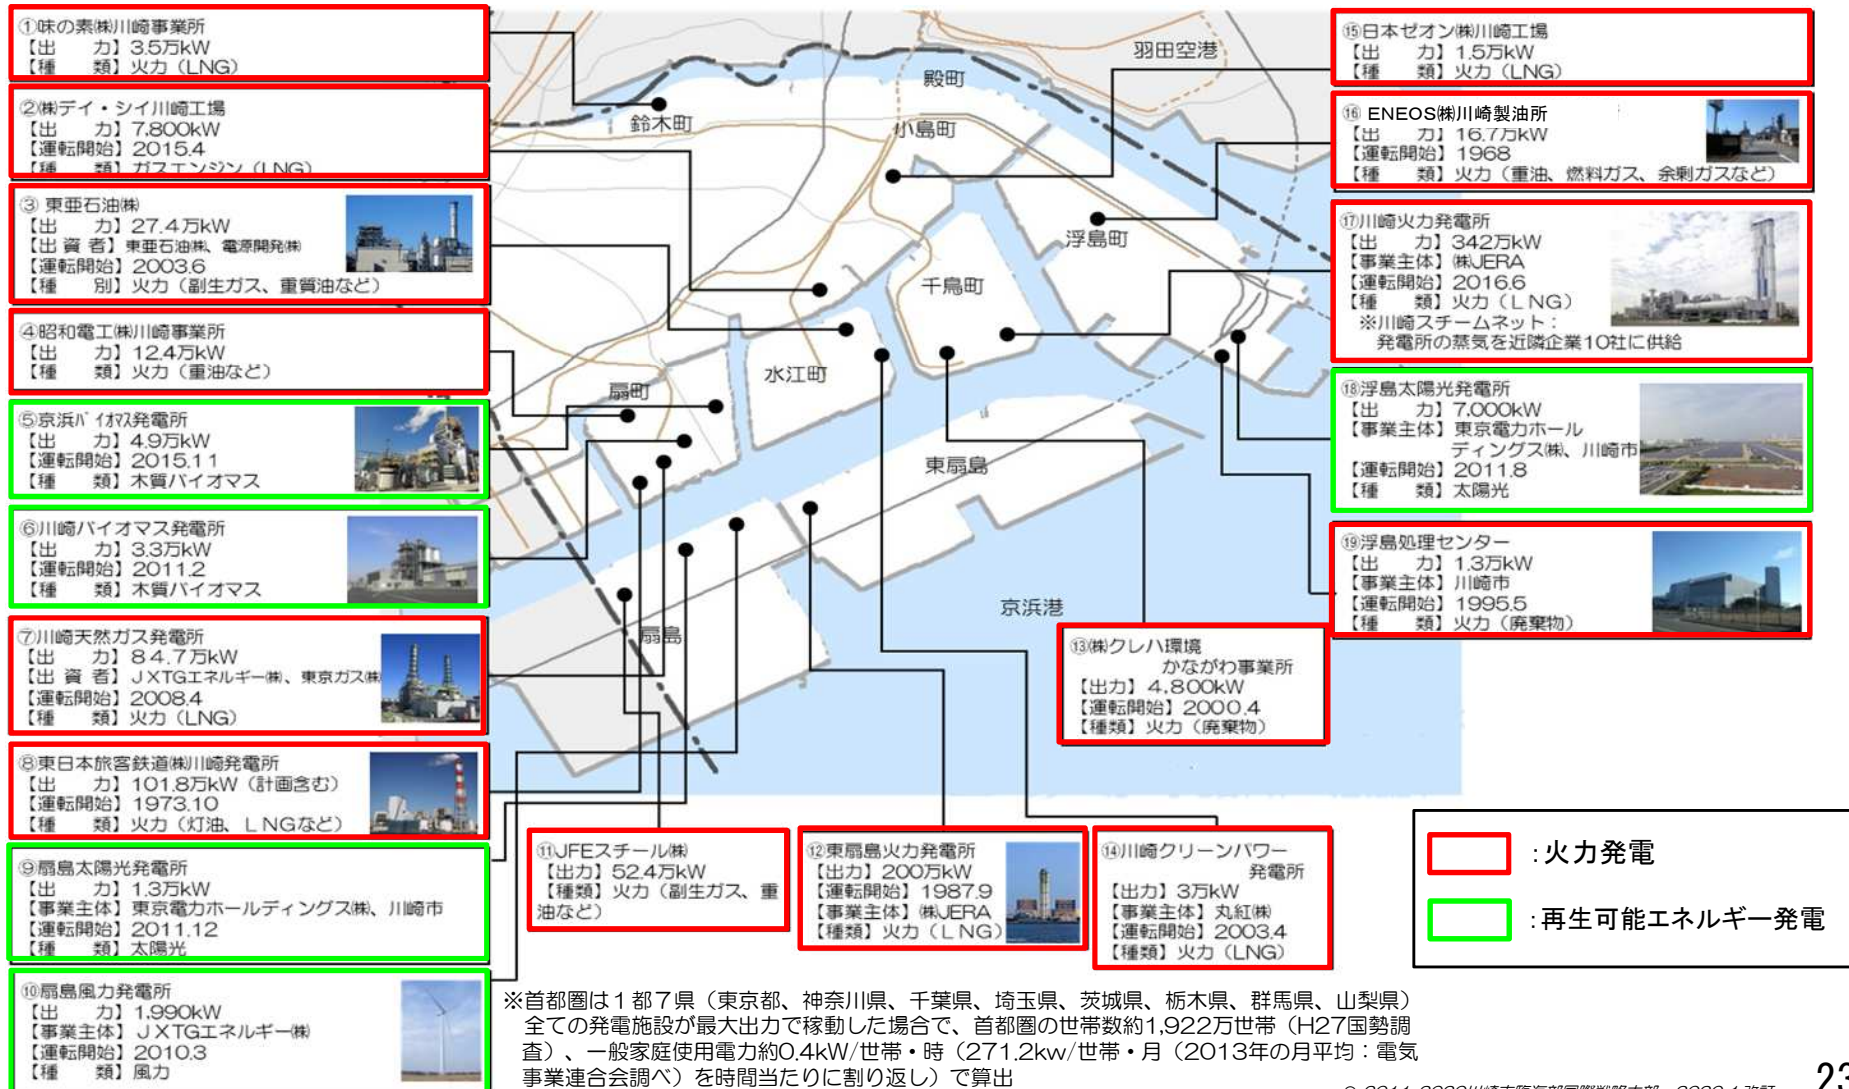 ①味の素㈱川崎事業所
【出　　力】3.5万kW
【種　　類】火力（LNG）
②㈱デイ・シイ川崎工場
【出　　力】7,800kW
【運転開始】2015.4
【種　　類】ガスエンジン（LNG）
③ 東亜石油㈱
【出　　力】27.4万kW
【出 資 者】東亜石油㈱、電源開発㈱
【運転開始】2003.6
【種　　別】火力（副生ガス、重質油など）
④昭和電工㈱川崎事業所
【出　　力】12.4万kW
【種　　類】火力（重油など）
⑤京浜バイオマス発電所
【出　　力】4.9万kW
【運転開始】2015.11
【種　　類】木質バイオマス
⑥川崎バイオマス発電所
【出　　力】3.3万kW
【運転開始】2011.2
【種　　類】木質バイオマス
⑦川崎天然ガス発電所
【出　　力】84.7万kW
【出 資 者】JXTGエネルギー㈱、東京ガス㈱
【運転開始】2008.4
【種　　類】火力（LNG）
⑧東日本旅客鉄道㈱川崎発電所
【出　　力】101.8万kW（計画含む）
【運転開始】1973.10
【種　　類】火力（灯油、LNGなど）
⑨扇島太陽光発電所
【出　　力】1.3万kW
【事業主体】東京電力ホールディングス㈱、川崎市
【運転開始】2011.12
【種　　類】太陽光
⑩扇島風力発電所
【出　　力】1,990kW
【事業主体】JXTGエネルギー㈱
【運転開始】2010.3
【種　　類】風力
羽田空港
殿町
鈴木町
小島町
浮島町
千鳥町
水江町
扇町
東扇島
扇島
京浜港
⑪JFEスチール㈱
【出力】52.4万kW
【種類】火力（副生ガス、重
油など）
⑫東扇島火力発電所
【出力】200万kW
【運転開始】1987.9
【事業主体】㈱JERA
【種類】火力（LNG）
⑬㈱クレハ環境
かながわ事業所
【出力】4,800kW
【運転開始】2000.4
【種類】火力（廃棄物）
⑭川崎クリーンパワー
発電所
【出力】3万kW
【事業主体】丸紅㈱
【運転開始】2003.4
【種類】火力（LNG）
⑮日本ゼオン㈱川崎工場
【出　　力】1.5万kW
【種　　類】火力（LNG）
⑯ ENEOS㈱川崎製油所
【出　　力】16.7万kW
【運転開始】1968
【種　　類】火力（重油、燃料ガス、余剰ガスなど）
⑰川崎火力発電所
【出　　力】342万kW
【事業主体】㈱JERA
【運転開始】2016.6
【種　　類】火力（LNG）
※川崎スチームネット：
発電所の蒸気を近隣企業10社に供給
⑱浮島太陽光発電所
【出　　力】7,000kW
【事業主体】東京電力ホール
ディングス㈱、川崎市
【運転開始】2011.8
【種　　類】太陽光
⑲浮島処理センター
【出　　力】1.3万kW
【事業主体】川崎市
【運転開始】1995.5
【種　　類】火力（廃棄物）
：火力発電
：再生可能エネルギー発電
※首都圏は１都７県（東京都、神奈川県、千葉県、埼玉県、茨城県、栃木県、群馬県、山梨県）
全ての発電施設が最大出力で稼動した場合で、首都圏の世帯数約1,922万世帯（H27国勢調
査）、一般家庭使用電力約0.4kW/世帯・時（271.2kw/世帯・月（2013年の月平均：電気
事業連合会調べ）を時間当たりに割り返し）で算出
23